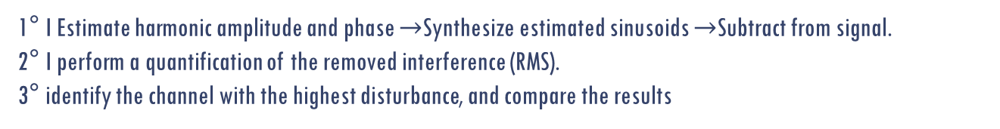 1° I Estimate harmonic amplitude and phase →Synthesize estimated sinusoids →Subtract from signal.
2° I perform a quantification of the removed interference (RMS).
3° identify the channel with the highest disturbance, and compare the results